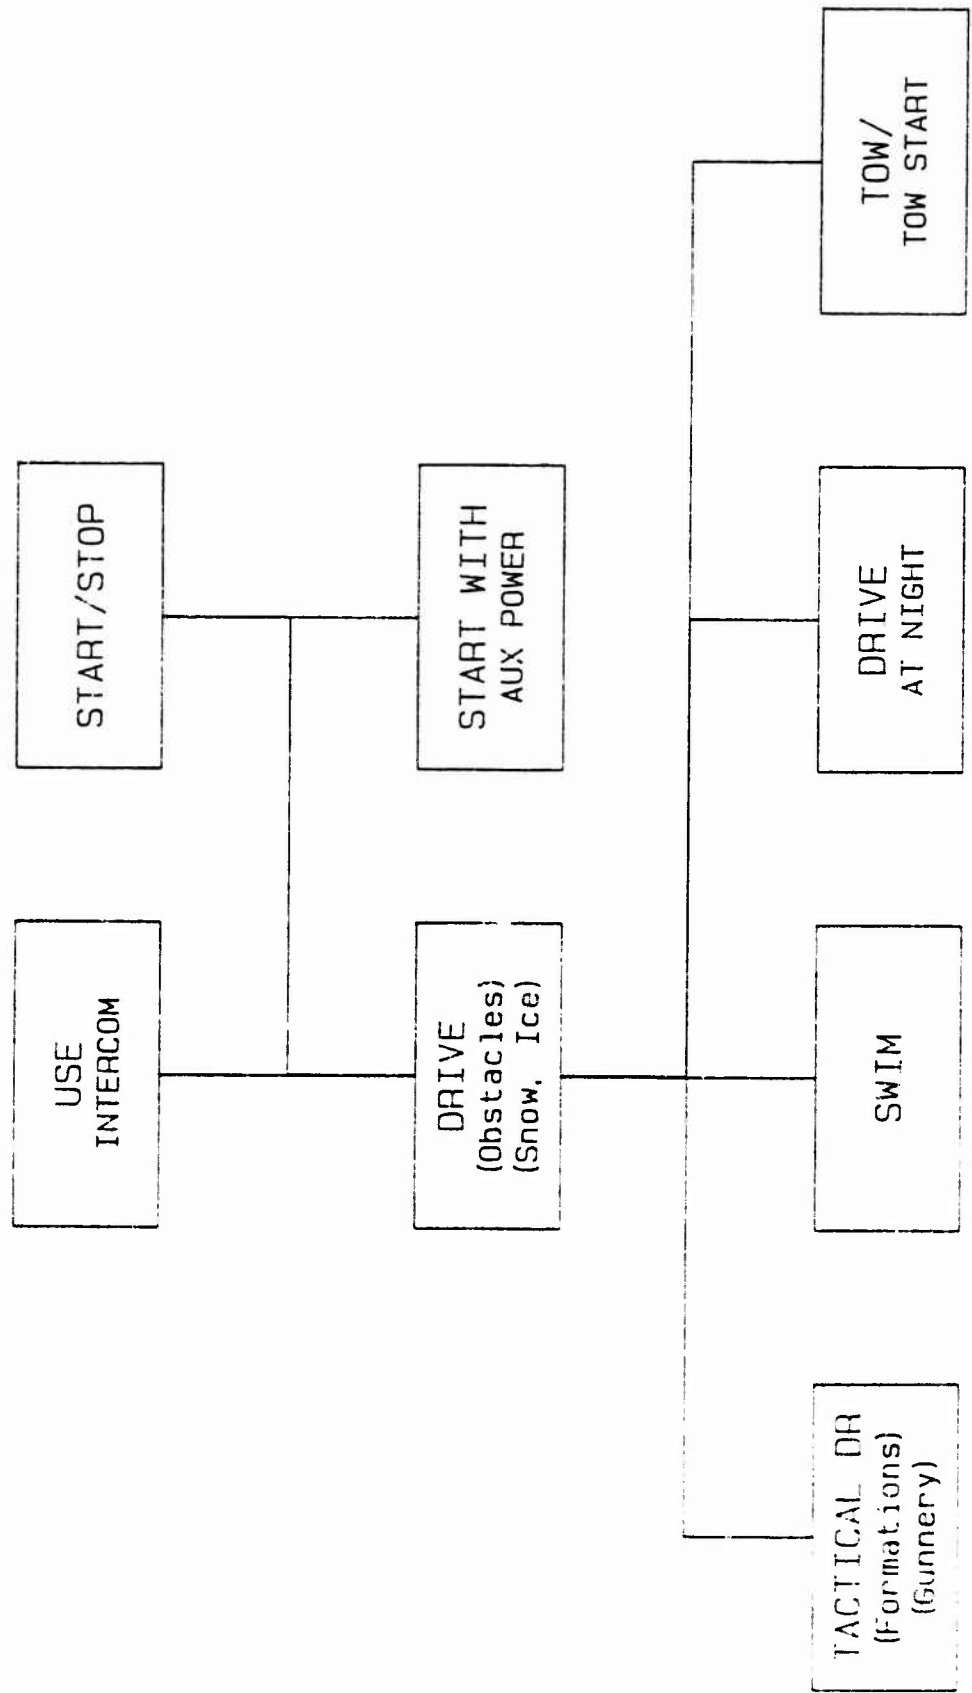 USE
INTERCOM
START/STOP
DRIVE
(Obstacles)
(Snow, Ice)
START WITH
AUX POWER
TACTICAL DR
(Formations)
(Gunnery)
SWIM
DRIVE
AT NIGHT
TOW/
TOW START